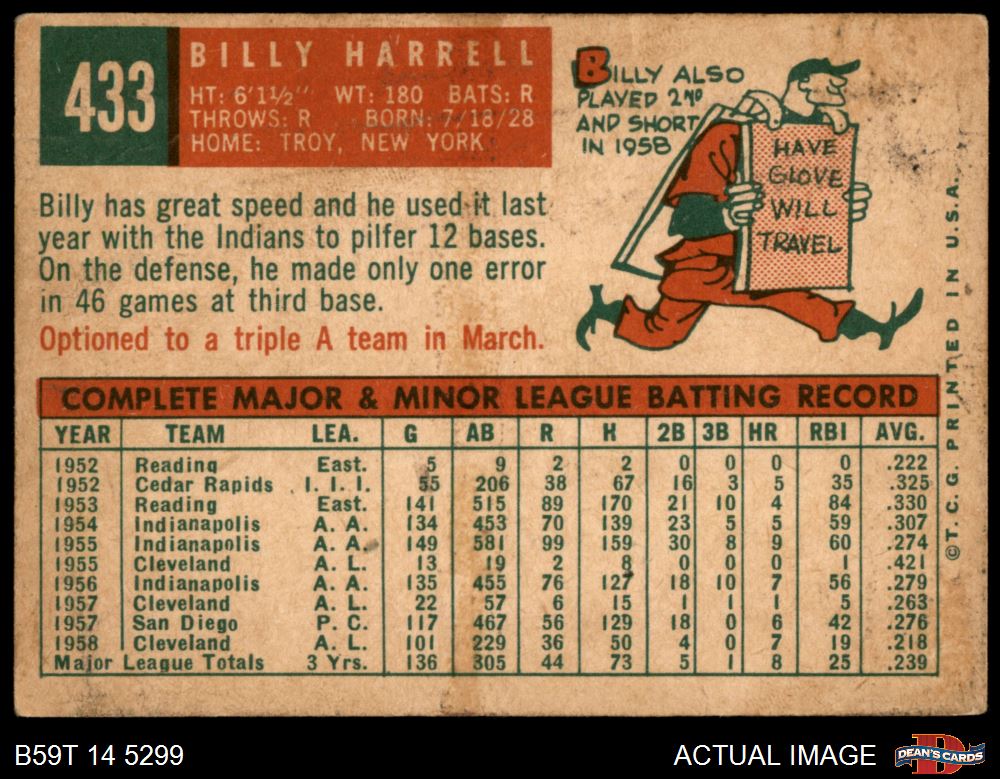 433
BILLY HARRELL
HT: 6'1½" WT: 180 BATS: R
THROWS: R BORN: 7/18/28
HOME: TROY, NEW YORK
BILLY ALSO
PLAYED 2ND
AND SHORT
IN 1958
HAVE
GLOVE
WILL
TRAVEL
Billy has great speed and he used it last
year with the Indians to pilfer 12 bases.
On the defense, he made only one error
in 46 games at third base.
Optioned to a triple A team in March.
COMPLETE MAJOR & MINOR LEAGUE BATTING RECORD
YEAR TEAM LEA. G AB R H 2B 3B HR RBI AVG.
1952 Reading East. 5 9 2 2 0 0 0 0 .222
1952 Cedar Rapids I. I. I. 55 206 38 67 16 3 5 35 .325
1953 Reading East. 141 515 89 170 21 10 4 84 .330
1954 Indianapolis A. A. 134 453 70 139 23 5 5 59 .307
1955 Indianapolis A. A. 149 581 99 159 30 8 9 60 .274
1955 Cleveland A. L. 13 19 2 8 0 0 0 1 .421
1956 Indianapolis A. A. 135 455 76 127 18 10 7 56 .279
1957 Cleveland A. L. 22 57 6 15 1 1 1 5 .263
1957 San Diego P. C. 117 467 56 129 18 0 6 42 .276
1958 Cleveland A. L. 101 229 36 50 4 0 7 19 .218
Major League Totals 3 Yrs. 136 305 44 73 5 1 8 25 .239
©T. C. G. PRINTED IN U.S.A.
B59T 14 5299
ACTUAL IMAGE
DEAN'S CARDS